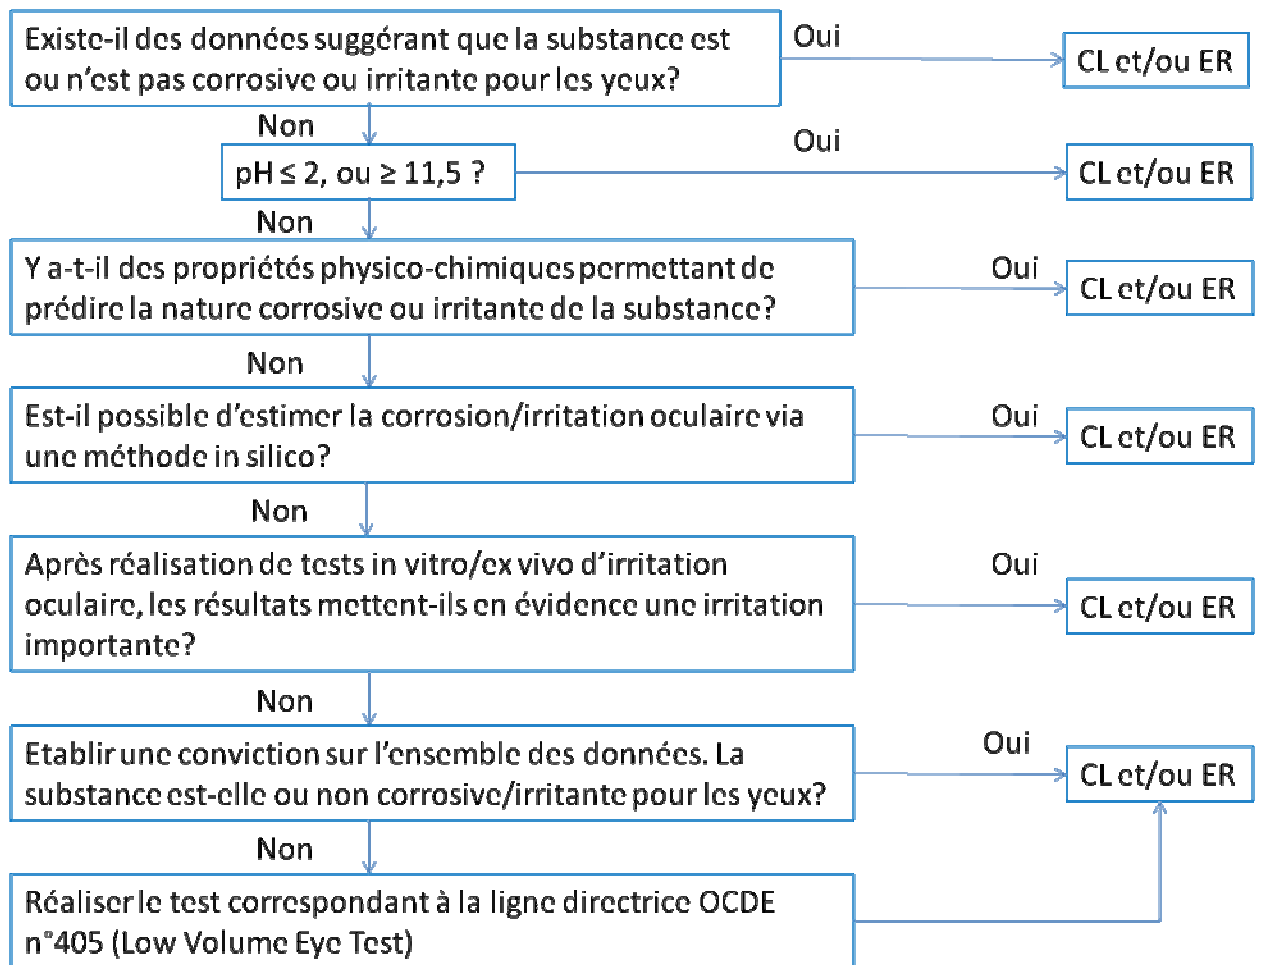 Existe-il des données suggérant que la substance est
ou n'est pas corrosive ou irritante pour les yeux?
Oui
CL et/ou ER
Non
pH ≤ 2, ou ≥ 11,5 ?
Oui
CL et/ou ER
Non
Y a-t-il des propriétés physico-chimiques permettant de
prédire la nature corrosive ou irritante de la substance?
Oui
CL et/ou ER
Non
Est-il possible d'estimer la corrosion/irritation oculaire via
une méthode in silico?
Oui
CL et/ou ER
Non
Après réalisation de tests in vitro/ex vivo d'irritation
oculaire, les résultats mettent-ils en évidence une irritation
importante?
Oui
CL et/ou ER
Non
Etablir une conviction sur l'ensemble des données. La
substance est-elle ou non corrosive/irritante pour les yeux?
Oui
CL et/ou ER
Non
Réaliser le test correspondant à la ligne directrice OCDE
n°405 (Low Volume Eye Test)